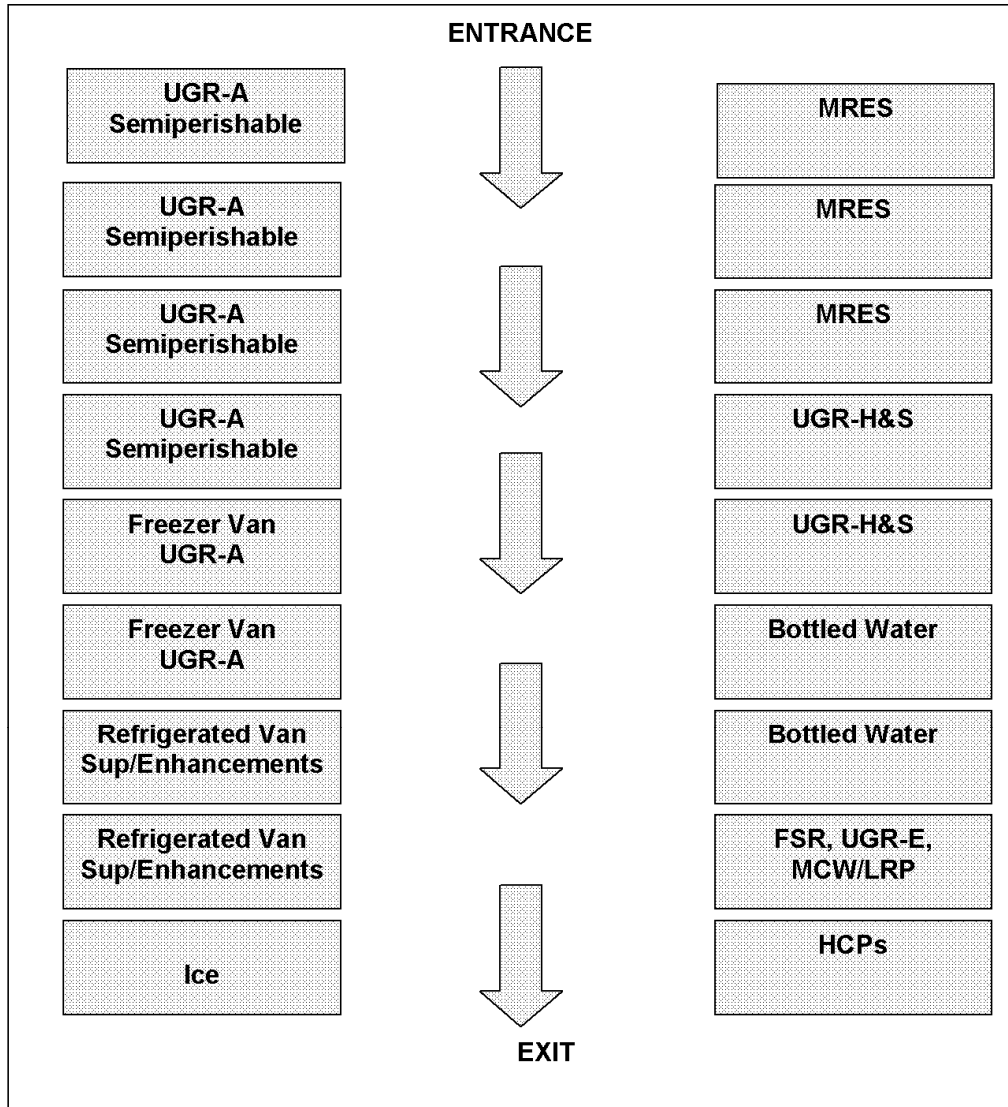 ENTRANCE
UGR-A
Semiperishable
MRES
UGR-A
Semiperishable
MRES
UGR-A
Semiperishable
MRES
UGR-A
Semiperishable
UGR-H&S
Freezer Van
UGR-A
UGR-H&S
Freezer Van
UGR-A
Bottled Water
Refrigerated Van
Sup/Enhancements
Bottled Water
Refrigerated Van
Sup/Enhancements
FSR, UGR-E,
MCW/LRP
Ice
HCPs
EXIT